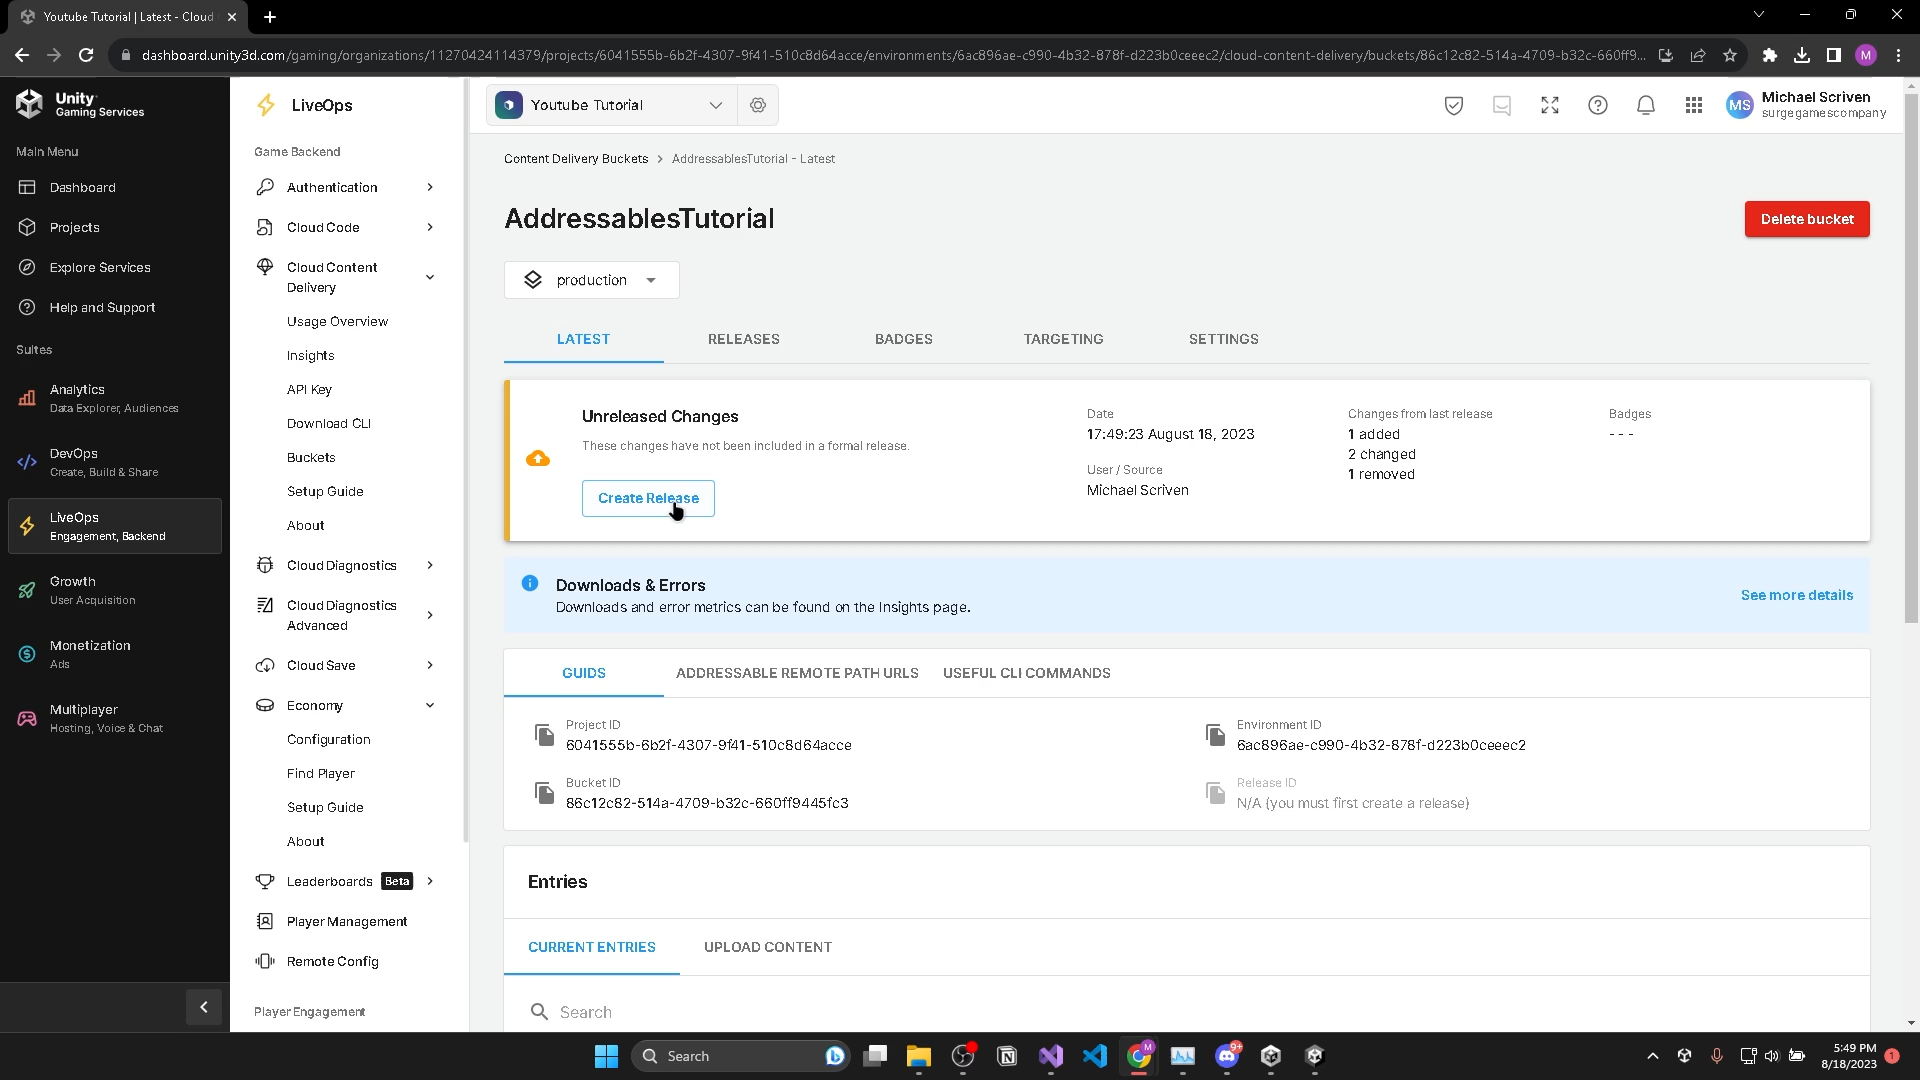 Youtube Tutorial | Latest - Cloud
dashboard.unity3d.com/gaming/organizations/11270424114379/projects/6041555b-6b2f-4307-9f41-510c8d64acce/environments/6ac896ae-c990-4b32-878f-d223b0ceeec2/cloud-content-delivery/buckets/86c12c82-514a-4709-b32c-660ff9...
M
Unity
Gaming Services
Main Menu
Dashboard
Projects
Explore Services
Help and Support
Suites
Analytics
Data Explorer, Audiences
DevOps
Create, Build & Share
LiveOps
Engagement, Backend
Growth
User Acquisition
Monetization
Ads
Multiplayer
Hosting, Voice & Chat
LiveOps
Game Backend
Authentication
Cloud Code
Cloud Content
Delivery
Usage Overview
Insights
API Key
Download CLI
Buckets
Setup Guide
About
Cloud Diagnostics
Cloud Diagnostics
Advanced
Cloud Save
Economy
Configuration
Find Player
Setup Guide
About
Leaderboards Beta
Player Management
Remote Config
Player Engagement
Youtube Tutorial
MS
Michael Scriven
surgegamescompany
Content Delivery Buckets > AddressablesTutorial - Latest
AddressablesTutorial
Delete bucket
production
LATEST RELEASES BADGES TARGETING SETTINGS
Unreleased Changes
These changes have not been included in a formal release.
Create Release
Date
17:49:23 August 18, 2023
User / Source
Michael Scriven
Changes from last release
1 added
2 changed
1 removed
Badges
- - -
Downloads & Errors
Downloads and error metrics can be found on the Insights page.
See more details
GUIDS ADDRESSABLE REMOTE PATH URLS USEFUL CLI COMMANDS
Project ID
6041555b-6b2f-4307-9f41-510c8d64acce
Environment ID
6ac896ae-c990-4b32-878f-d223b0ceeec2
Bucket ID
86c12c82-514a-4709-b32c-660ff9445fc3
Release ID
N/A (you must first create a release)
Entries
CURRENT ENTRIES UPLOAD CONTENT
Search
Search
M
9+
5:49 PM
8/18/2023
1